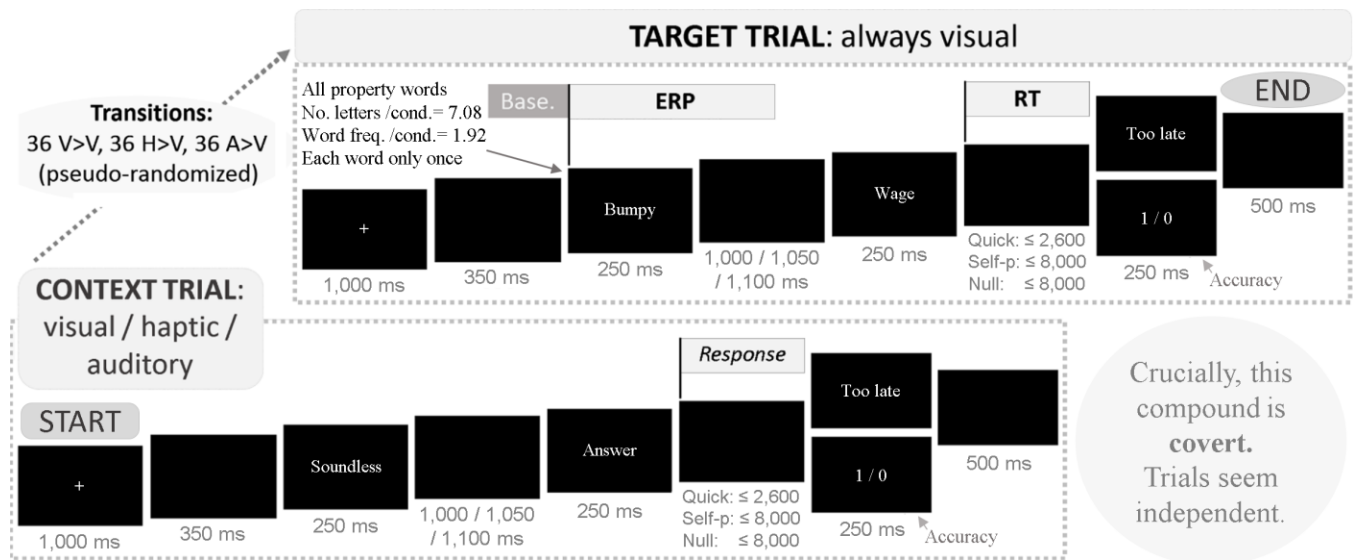 TARGET TRIAL: always visual
Transitions:
36 V>V, 36 H>V, 36 A>V
(pseudo-randomized)
All property words
No. letters /cond.= 7.08
Word freq. /cond.= 1.92
Each word only once
Base.
ERP
RT
END
+
1,000 ms
350 ms
Bumpy
250 ms
1,000 / 1,050
/ 1,100 ms
Wage
250 ms
Quick: ≤ 2,600
Self-p: ≤ 8,000
Null: ≤ 8,000
Too late
1 / 0
250 ms
Accuracy
500 ms
CONTEXT TRIAL:
visual / haptic /
auditory
START
+
1,000 ms
350 ms
Soundless
250 ms
1,000 / 1,050
/ 1,100 ms
Answer
250 ms
Response
Quick: ≤ 2,600
Self-p: ≤ 8,000
Null: ≤ 8,000
Too late
1 / 0
250 ms
Accuracy
500 ms
Crucially, this
compound is
covert.
Trials seem
independent.